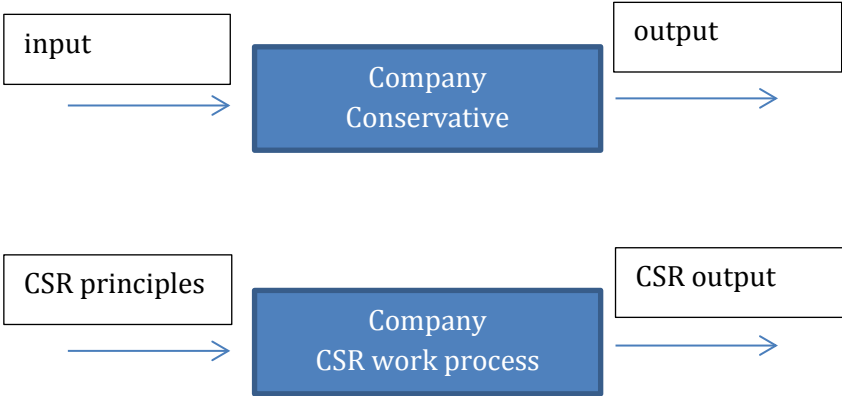 input
output
Company
Conservative
CSR principles
CSR output
Company
CSR work process